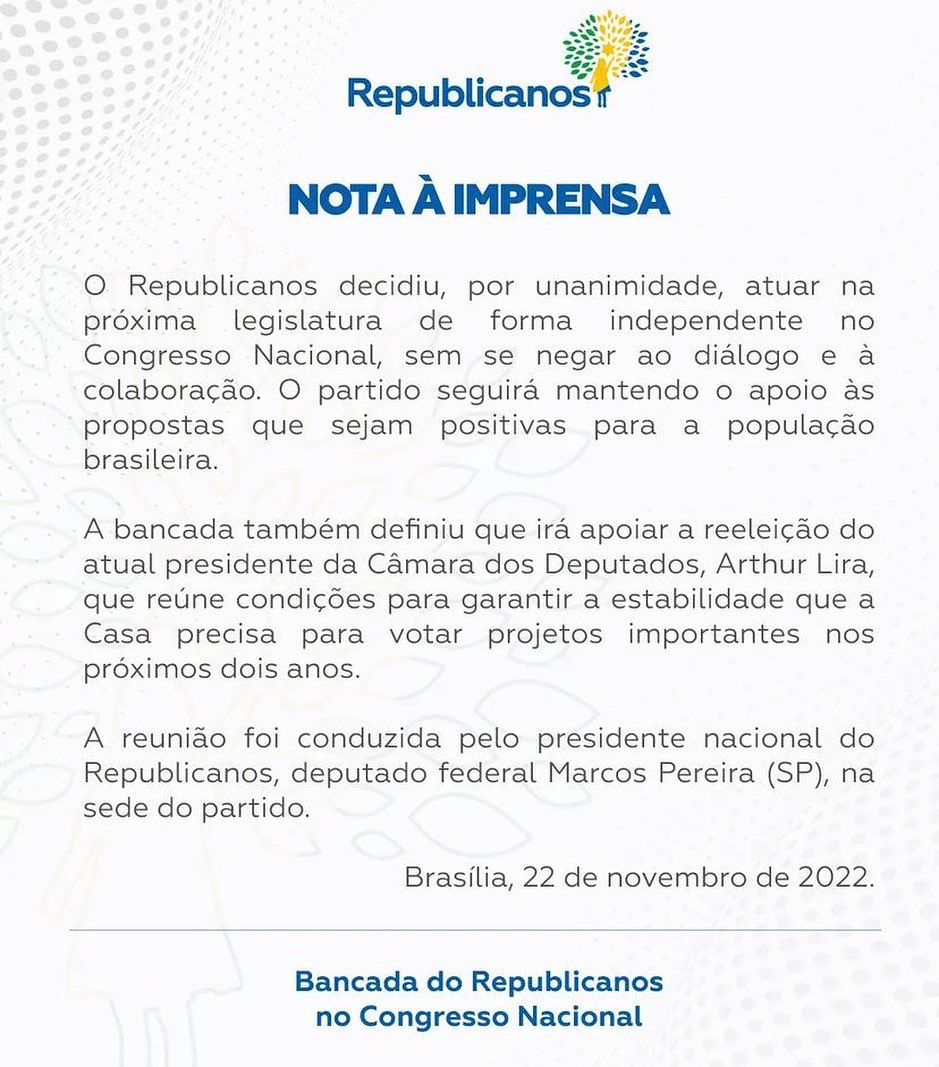 Republicanos
NOTA À IMPRENSA
O Republicanos decidiu, por unanimidade, atuar na
próxima legislatura de forma independente no
Congresso Nacional, sem se negar ao diálogo e à
colaboração. O partido seguirá mantendo o apoio às
propostas que sejam positivas para a população
brasileira.
A bancada também definiu que irá apoiar a reeleição do
atual presidente da Câmara dos Deputados, Arthur Lira,
que reúne condições para garantir a estabilidade que a
Casa precisa para votar projetos importantes nos
próximos dois anos.
A reunião foi conduzida pelo presidente nacional do
Republicanos, deputado federal Marcos Pereira (SP), na
sede do partido.
Brasília, 22 de novembro de 2022.
Bancada do Republicanos
no Congresso Nacional